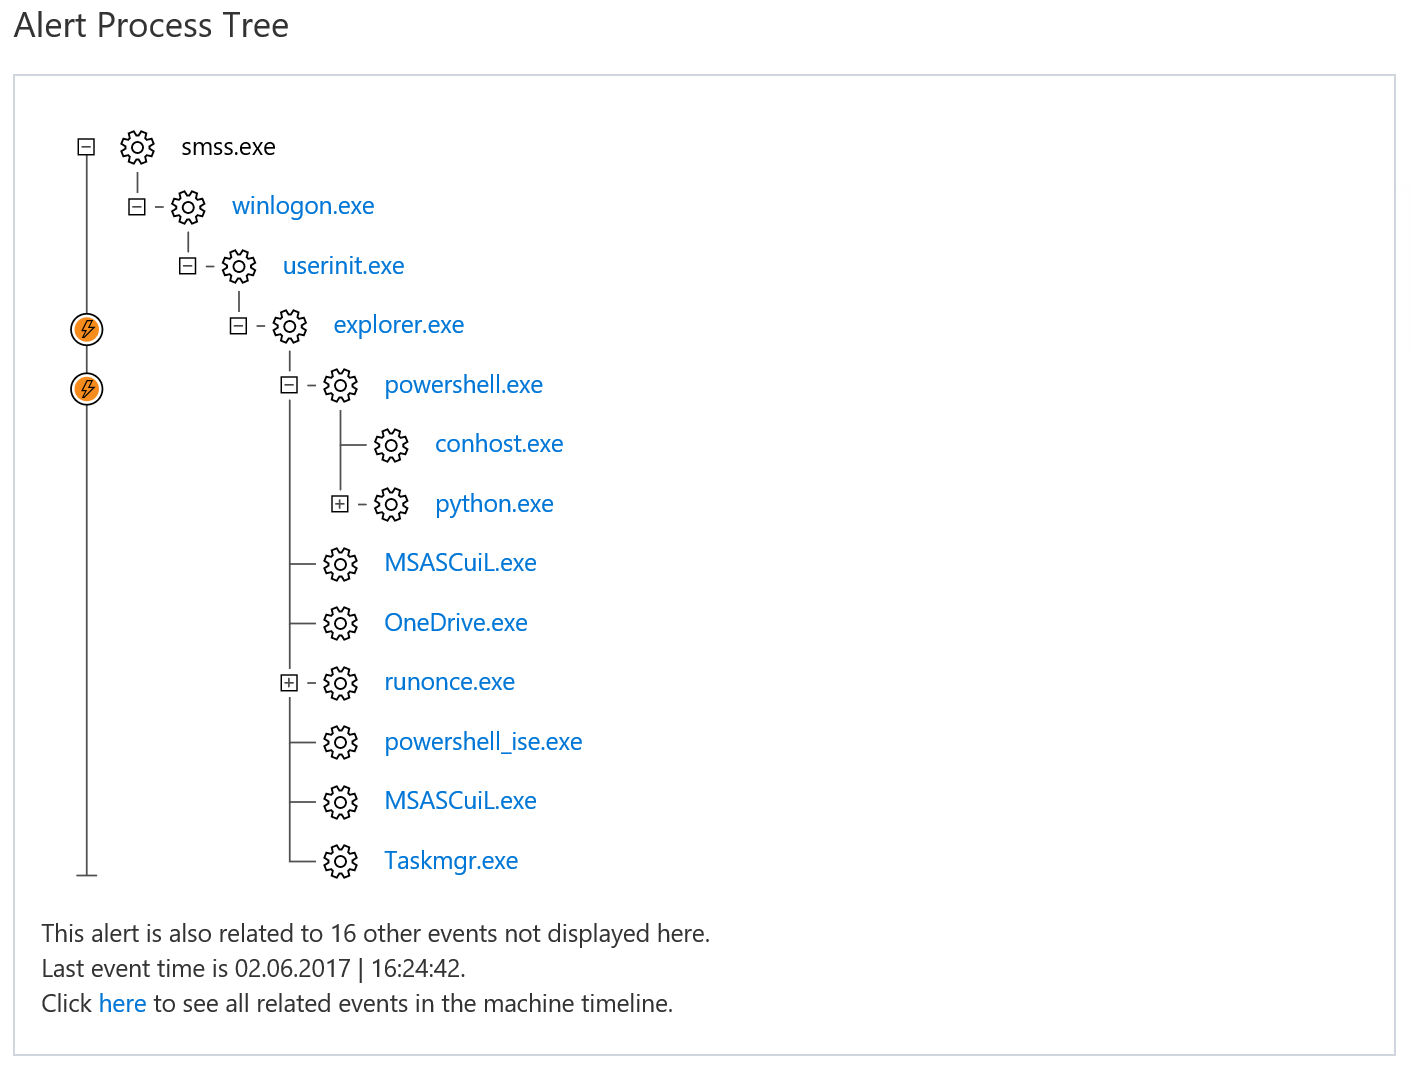 Alert Process Tree
smss.exe
winlogon.exe
userinit.exe
explorer.exe
powershell.exe
conhost.exe
python.exe
MSASCuiL.exe
OneDrive.exe
runonce.exe
powershell_ise.exe
MSASCuiL.exe
Taskmgr.exe
This alert is also related to 16 other events not displayed here.
Last event time is 02.06.2017 | 16:24:42.
Click here to see all related events in the machine timeline.